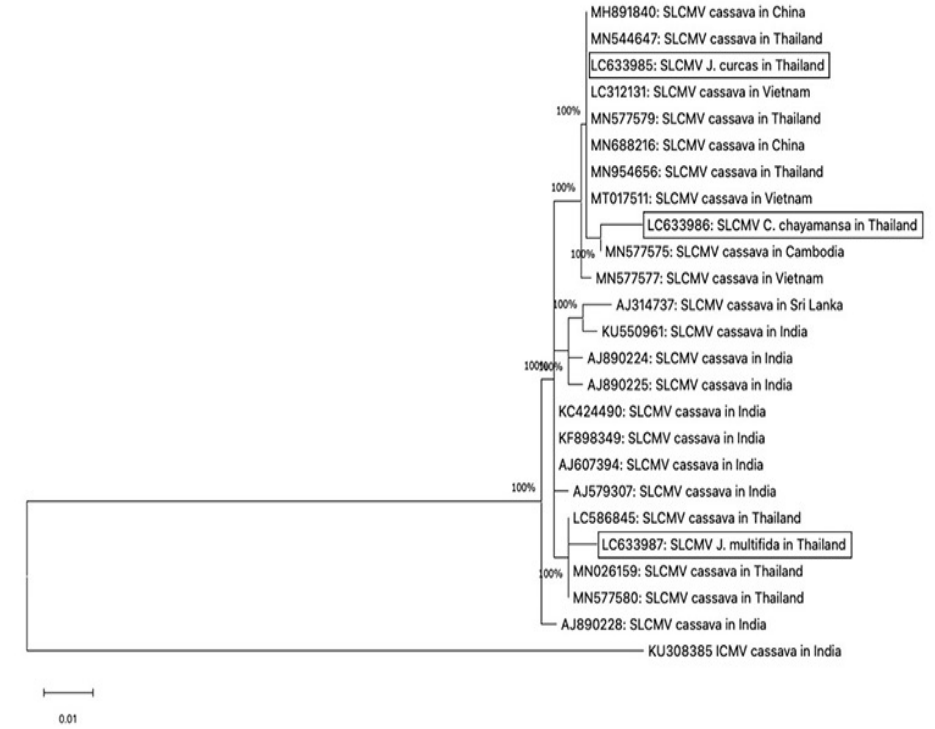 MH891840: SLCMV cassava in China
MN544647: SLCMV cassava in Thailand
LC633985: SLCMV J. curcas in Thailand
LC312131: SLCMV cassava in Vietnam
100%
MN577579: SLCMV cassava in Thailand
MN688216: SLCMV cassava in China
MN954656: SLCMV cassava in Thailand
100%
MT017511: SLCMV cassava in Vietnam
LC633986: SLCMV C. chayamansa in Thailand
100%
MN577575: SLCMV cassava in Cambodia
MN577577: SLCMV cassava in Vietnam
100%
AJ314737: SLCMV cassava in Sri Lanka
KU550961: SLCMV cassava in India
AJ890224: SLCMV cassava in India
100%
100%
AJ890225: SLCMV cassava in India
KC424490: SLCMV cassava in India
KF898349: SLCMV cassava in India
AJ607394: SLCMV cassava in India
100%
AJ579307: SLCMV cassava in India
LC586845: SLCMV cassava in Thailand
LC633987: SLCMV J. multifida in Thailand
100%
MN026159: SLCMV cassava in Thailand
MN577580: SLCMV cassava in Thailand
AJ890228: SLCMV cassava in India
KU308385 ICMV cassava in India
0.01